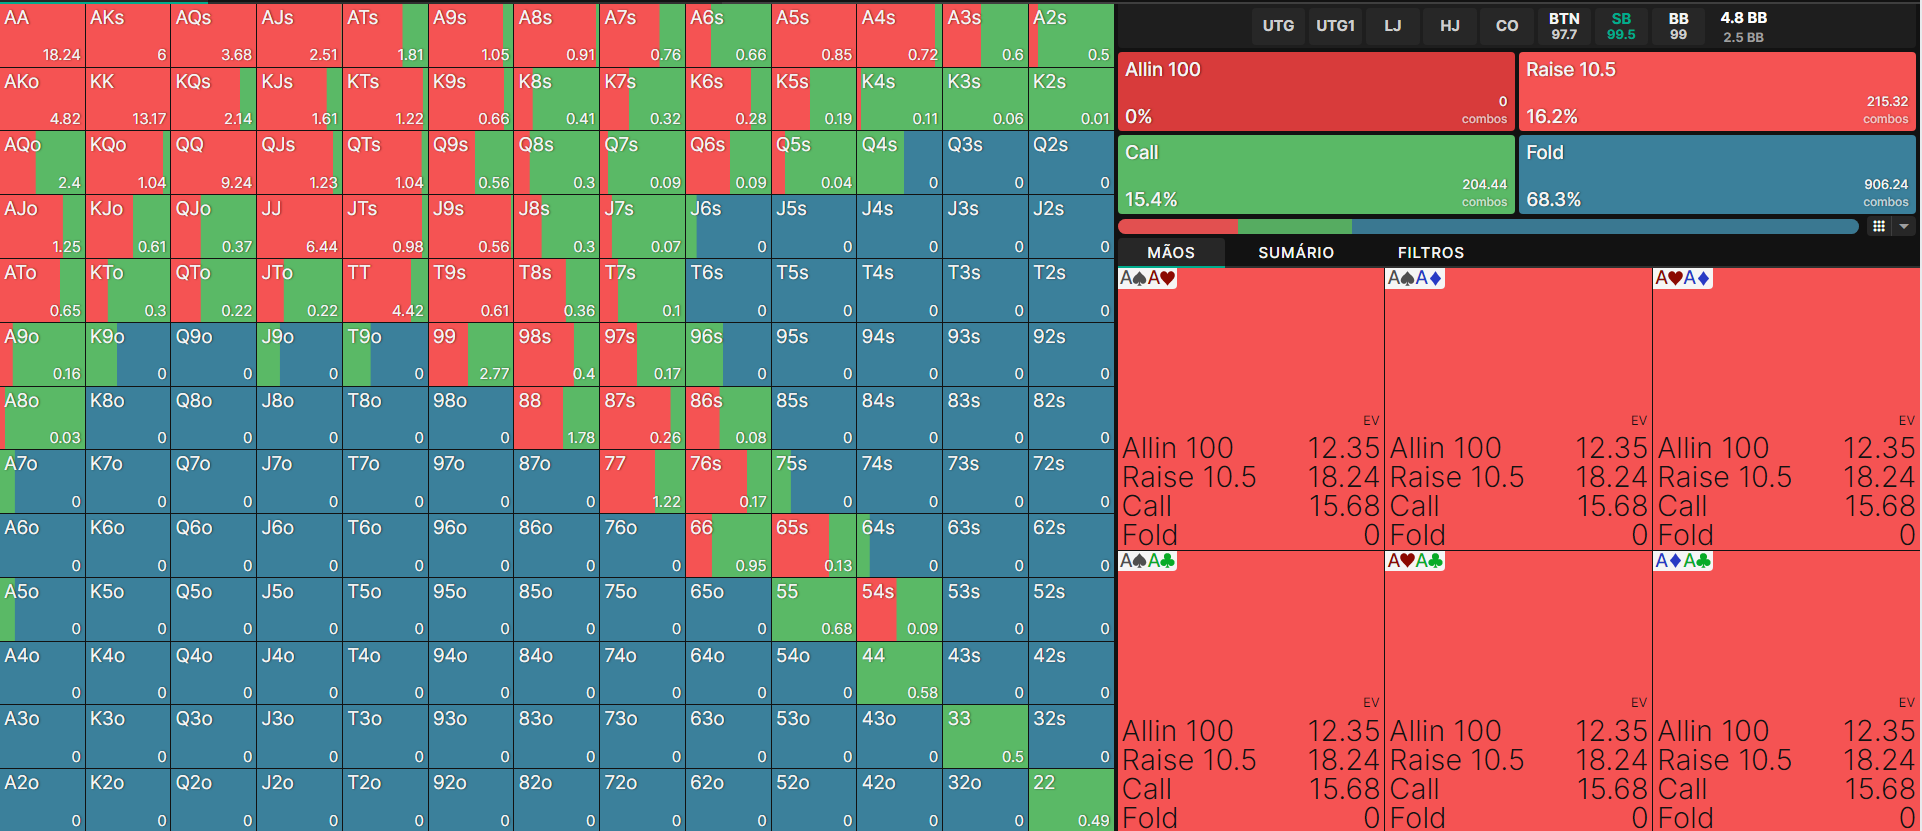 AA AKs AQs AJs ATs A9s A8s A7s A6s A5s A4s A3s A2s
18.24 6 3.68 2.51 1.81 1.05 0.91 0.76 0.66 0.85 0.72 0.6 0.5
AKo KK KQs KJs KTs K9s K8s K7s K6s K5s K4s K3s K2s
4.82 13.17 2.14 1.61 1.22 0.66 0.41 0.32 0.28 0.19 0.11 0.06 0.01
AQo KQo QQ QJs QTs Q9s Q8s Q7s Q6s Q5s Q4s Q3s Q2s
2.4 1.04 9.24 1.23 1.04 0.56 0.3 0.09 0.09 0.04 0 0 0
AJo KJo QJo JJ JTs J9s J8s J7s J6s J5s J4s J3s J2s
1.25 0.61 0.37 6.44 0.98 0.56 0.3 0.07 0 0 0 0 0
ATo KTo QTo JTo TT T9s T8s T7s T6s T5s T4s T3s T2s
0.65 0.3 0.22 0.22 4.42 0.61 0.36 0.1 0 0 0 0 0
A9o K9o Q9o J9o T9o 99 98s 97s 96s 95s 94s 93s 92s
0.16 0 0 0 0 2.77 0.4 0.17 0 0 0 0 0
A8o K8o Q8o J8o T8o 98o 88 87s 86s 85s 84s 83s 82s
0.03 0 0 0 0 0 1.78 0.26 0.08 0 0 0 0
A7o K7o Q7o J7o T7o 97o 87o 77 76s 75s 74s 73s 72s
0 0 0 0 0 0 0 1.22 0.17 0 0 0 0
A6o K6o Q6o J6o T6o 96o 86o 76o 66 65s 64s 63s 62s
0 0 0 0 0 0 0 0 0.95 0.13 0 0 0
A5o K5o Q5o J5o T5o 95o 85o 75o 65o 55 54s 53s 52s
0 0 0 0 0 0 0 0 0 0.68 0.09 0 0
A4o K4o Q4o J4o T4o 94o 84o 74o 64o 54o 44 43s 42s
0 0 0 0 0 0 0 0 0 0 0.58 0 0
A3o K3o Q3o J3o T3o 93o 83o 73o 63o 53o 43o 33 32s
0 0 0 0 0 0 0 0 0 0 0 0.5 0
A2o K2o Q2o J2o T2o 92o 82o 72o 62o 52o 42o 32o 22
0 0 0 0 0 0 0 0 0 0 0 0 0.49
UTG UTG1 LJ HJ CO BTN SB BB 4.8 BB
97.7 99.5 99 2.5 BB
Allin 100 Raise 10.5
0 215.32
0% combos 16.2% combos
Call Fold
204.44 906.24
15.4% combos 68.3% combos
MÃOS SUMÁRIO FILTROS
A♠A♥ A♠A♦ A♥A♦
EV EV EV
Allin 100 12.35 Allin 100 12.35 Allin 100 12.35
Raise 10.5 18.24 Raise 10.5 18.24 Raise 10.5 18.24
Call 15.68 Call 15.68 Call 15.68
Fold 0 Fold 0 Fold 0
A♠A♣ A♥A♣ A♦A♣
EV EV EV
Allin 100 12.35 Allin 100 12.35 Allin 100 12.35
Raise 10.5 18.24 Raise 10.5 18.24 Raise 10.5 18.24
Call 15.68 Call 15.68 Call 15.68
Fold 0 Fold 0 Fold 0